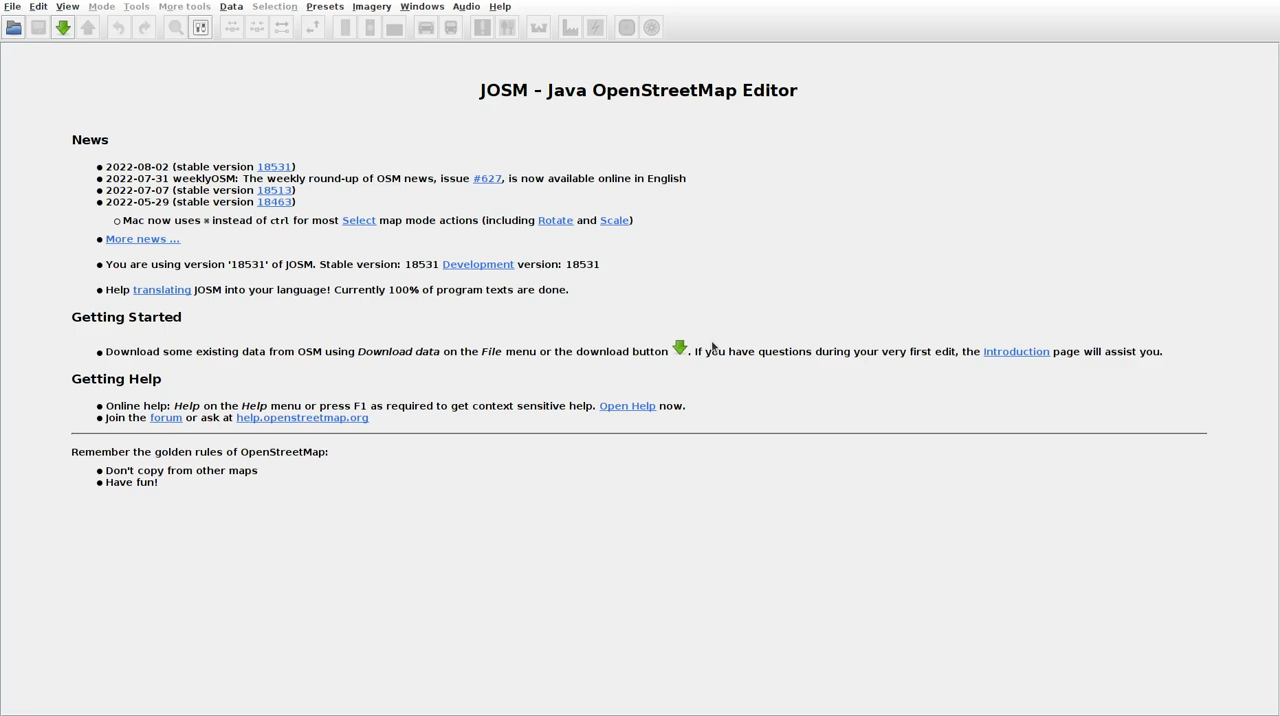 File Edit View Mode Tools More tools Data Selection Presets Imagery Windows Audio Help
JOSM – Java OpenStreetMap Editor
News
2022-08-02 (stable version 18531)
2022-07-31 weeklyOSM: The weekly round-up of OSM news, issue #627, is now available online in English
2022-07-07 (stable version 18513)
2022-05-29 (stable version 18463)
Mac now uses ⌘ instead of ctrl for most Select map mode actions (including Rotate and Scale)
More news ...
You are using version '18531' of JOSM. Stable version: 18531 Development version: 18531
Help translating JOSM into your language! Currently 100% of program texts are done.
Getting Started
Download some existing data from OSM using Download data on the File menu or the download button . If you have questions during your very first edit, the Introduction page will assist you.
Getting Help
Online help: Help on the Help menu or press F1 as required to get context sensitive help. Open Help now.
Join the forum or ask at help.openstreetmap.org
Remember the golden rules of OpenStreetMap:
Don't copy from other maps
Have fun!